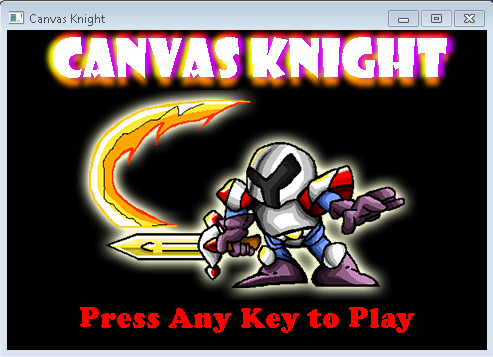 Canvas Knight
CANVAS KNIGHT
Press Any Key to Play